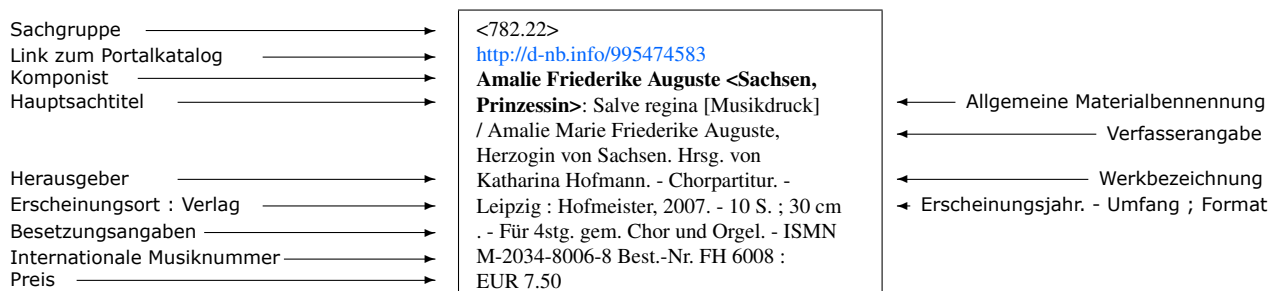 Sachgruppe
<782.22>
Link zum Portalkatalog
http://d-nb.info/995474583
Komponist
Amalie Friederike Auguste <Sachsen,
Hauptsachtitel
Prinzessin>: Salve regina [Musikdruck]
Allgemeine Materialbennennung
/ Amalie Marie Friederike Auguste,
Verfasserangabe
Herzogin von Sachsen. Hrsg. von
Herausgeber
Katharina Hofmann. - Chorpartitur. -
Werkbezeichnung
Erscheinungsort : Verlag
Leipzig : Hofmeister, 2007. - 10 S. ; 30 cm
Erscheinungsjahr. - Umfang ; Format
Besetzungsangaben
. - Für 4stg. gem. Chor und Orgel. - ISMN
Internationale Musiknummer
M-2034-8006-8 Best.-Nr. FH 6008 :
Preis
EUR 7.50